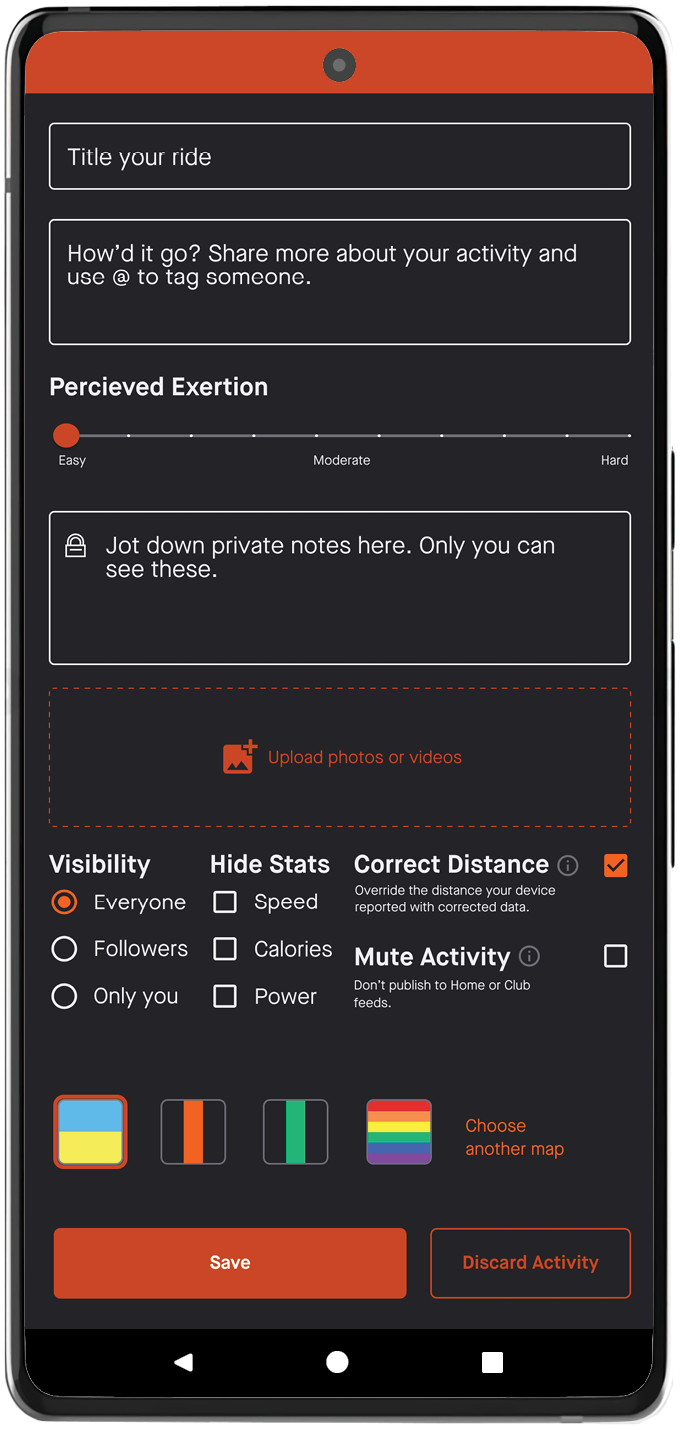 Title your ride
How’d it go? Share more about your activity and
use @ to tag someone.
Percieved Exertion
Easy
Moderate
Hard
Jot down private notes here. Only you can
see these.
Upload photos or videos
Visibility
Everyone
Followers
Only you
Hide Stats
Speed
Calories
Power
Correct Distance
Override the distance your device
reported with corrected data.
Mute Activity
Don’t publish to Home or Club
feeds.
Choose
another map
Save
Discard Activity